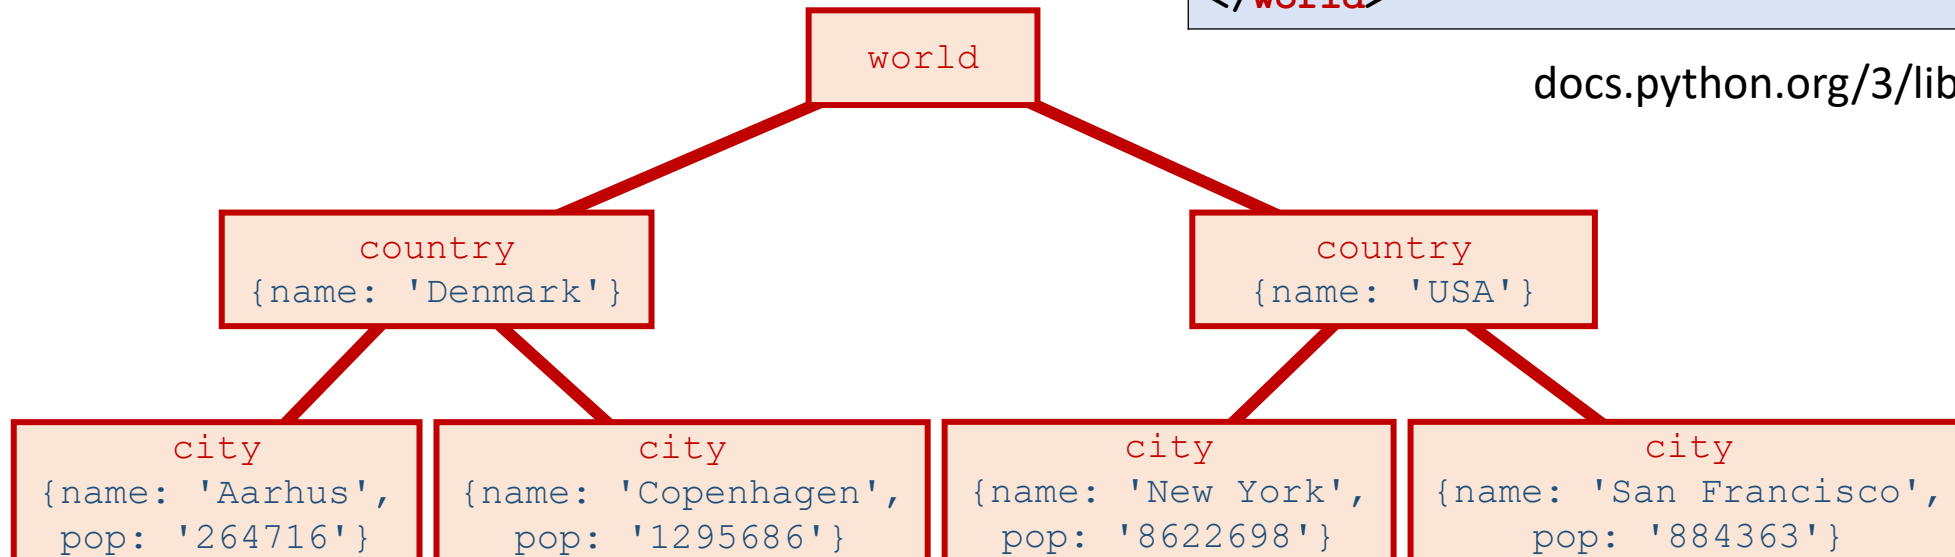 </world>
world
docs.python.org/3/lib
country
{name: 'Denmark'}
country
{name: 'USA'}
city
{name: 'Aarhus',
pop: '264716'}
city
{name: 'Copenhagen',
pop: '1295686'}
city
{name: 'New York',
pop: '8622698'}
city
{name: 'San Francisco',
pop: '884363'}